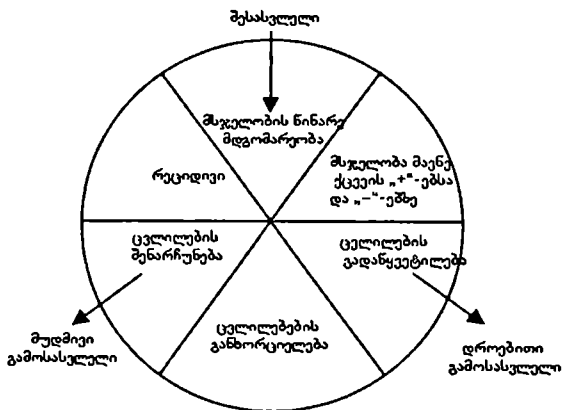 შესასვლელი
მსჯელობის წინარე
მდგომარეობა
მსჯელობა მავნე
ქცევის „+“-ებსა
და „–“-ებზე
რეციდივი
ცვლილების
შენარჩუნება
ცვლილების
გადაწყვეტილება
მუდმივი
გამოსასვლელი
ცვლილებების
განხორციელება
დროებითი
გამოსასვლელი